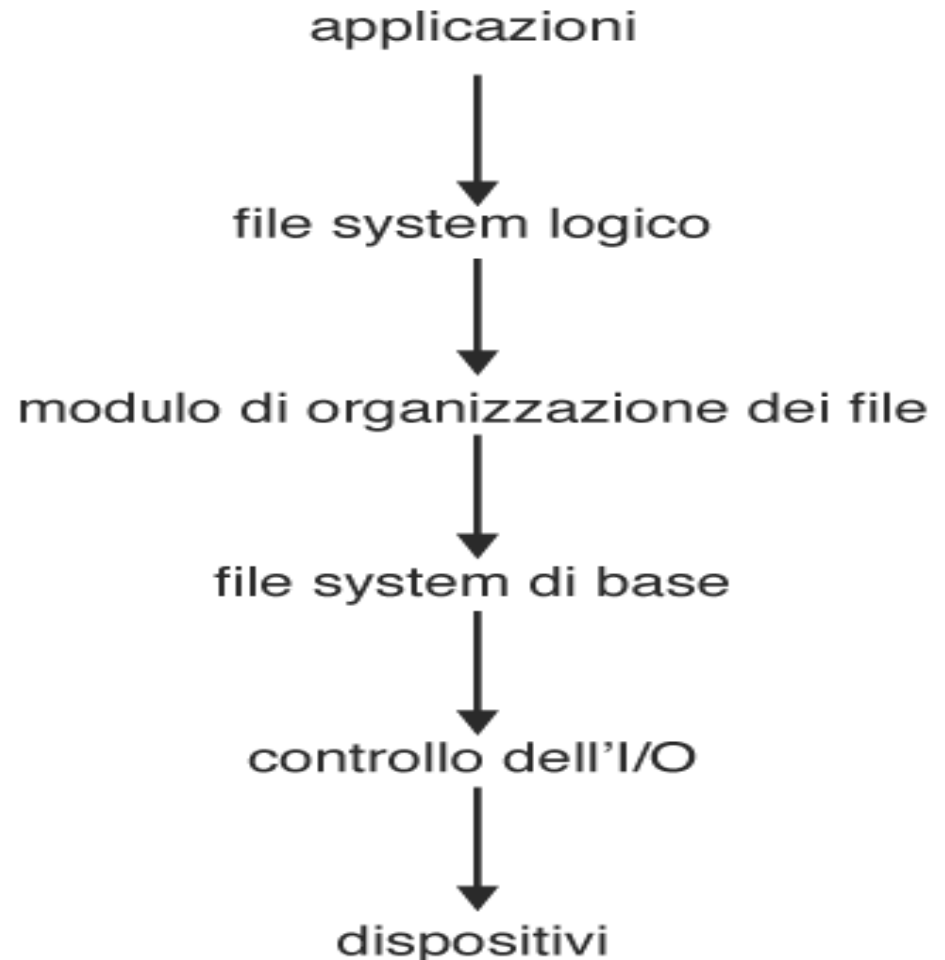 applicazioni
file system logico
modulo di organizzazione dei file
file system di base
controllo dell'I/O
dispositivi